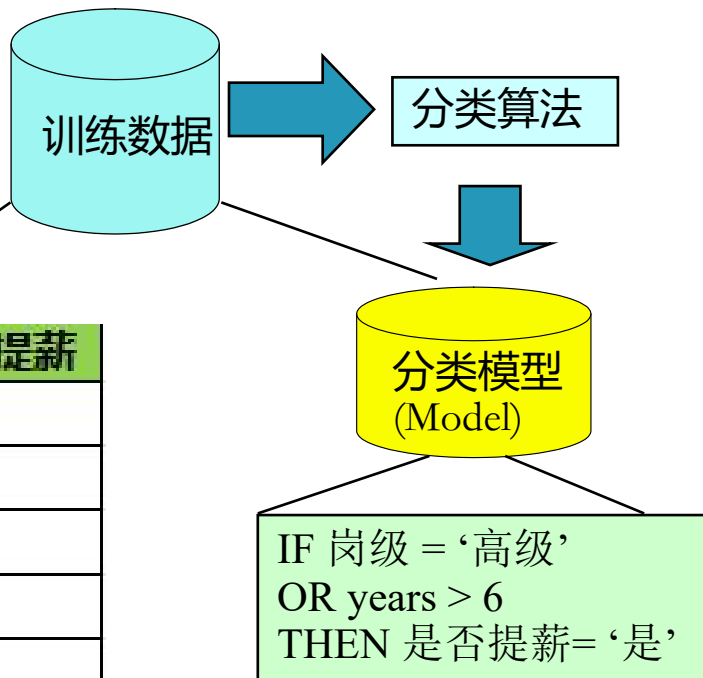 训练数据
分类算法
提薪
分类模型
(Model)
IF 岗级 = ‘高级’
OR years > 6
THEN 是否提薪= ‘是’